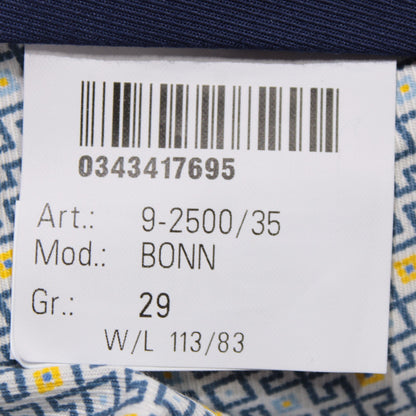 0343417695
Art.: 9-2500/35
Mod.: BONN
Gr.: 29
W/L 113/83